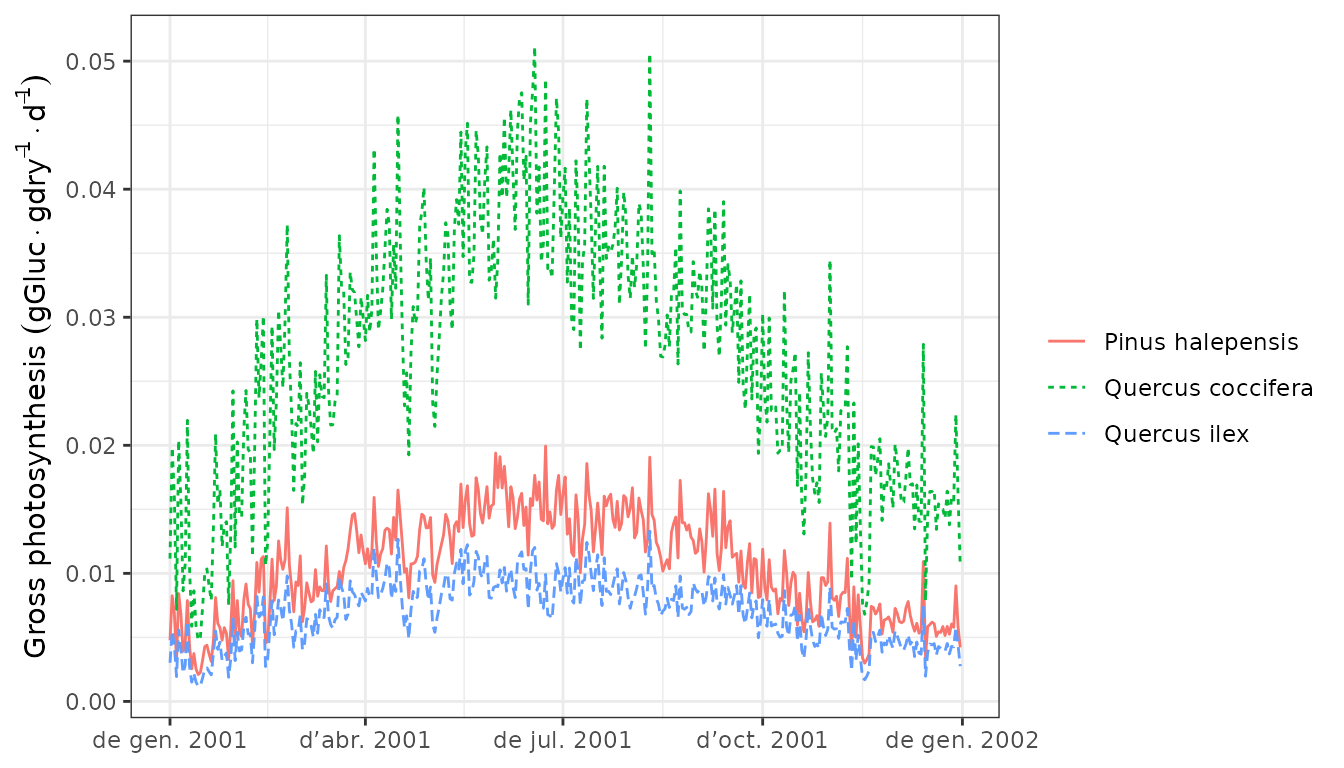 Gross photosynthesis (gGluc · gdry⁻¹ · d⁻¹)
0.05
0.04
0.03
0.02
0.01
0.00
de gen. 2001 d’abr. 2001 de jul. 2001 d’oct. 2001 de gen. 2002
Pinus halepensis
Quercus coccifera
Quercus ilex